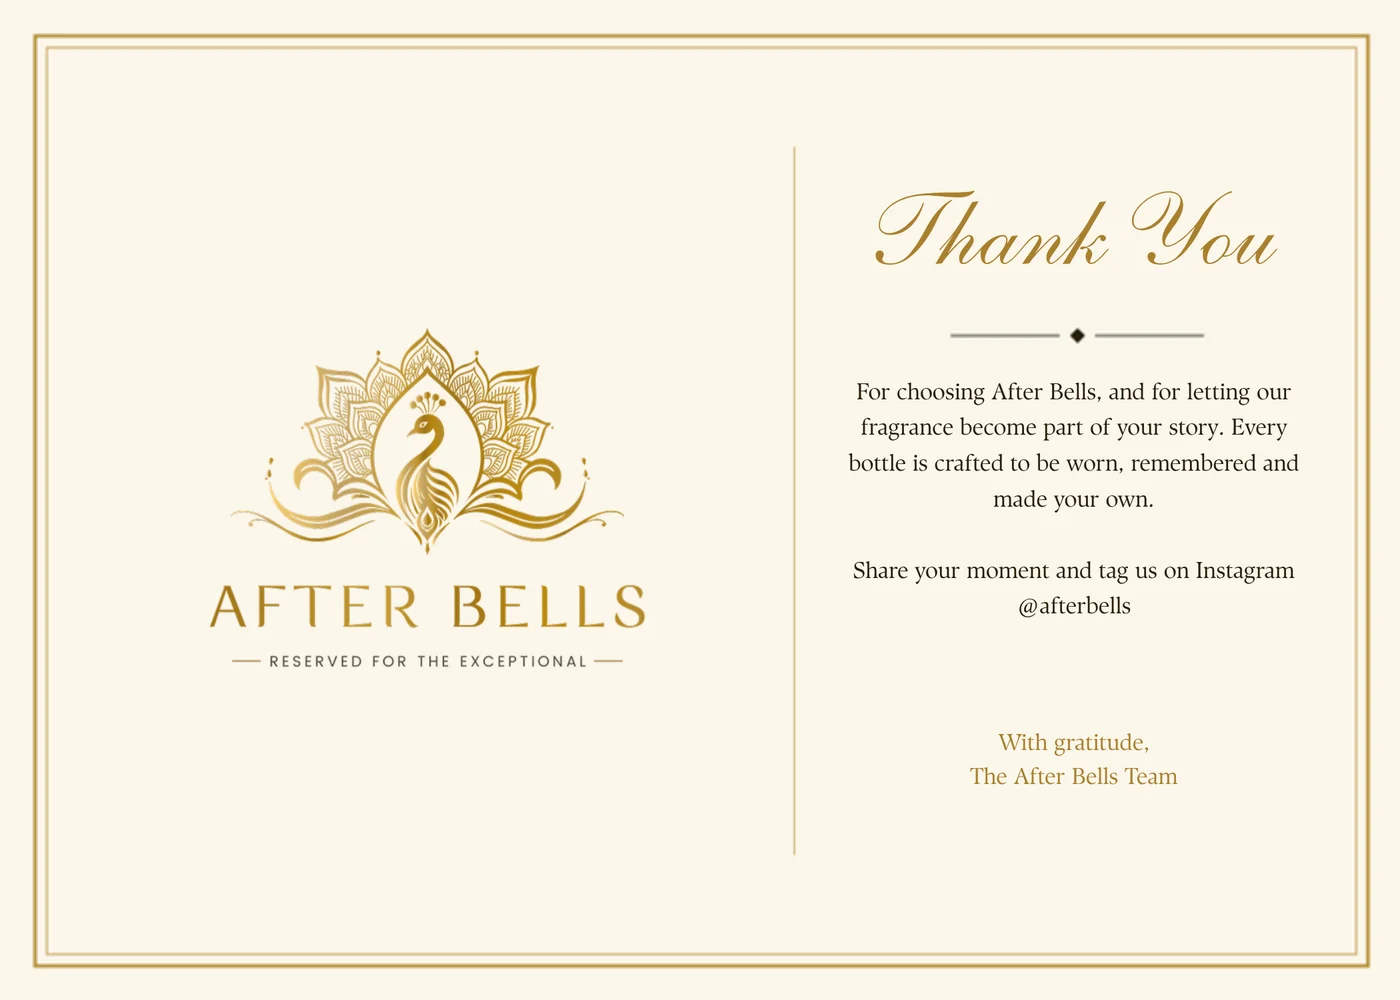 AFTER BELLS
RESERVED FOR THE EXCEPTIONAL
Thank You
For choosing After Bells, and for letting our
fragrance become part of your story. Every
bottle is crafted to be worn, remembered and
made your own.
Share your moment and tag us on Instagram
@afterbells
With gratitude,
The After Bells Team